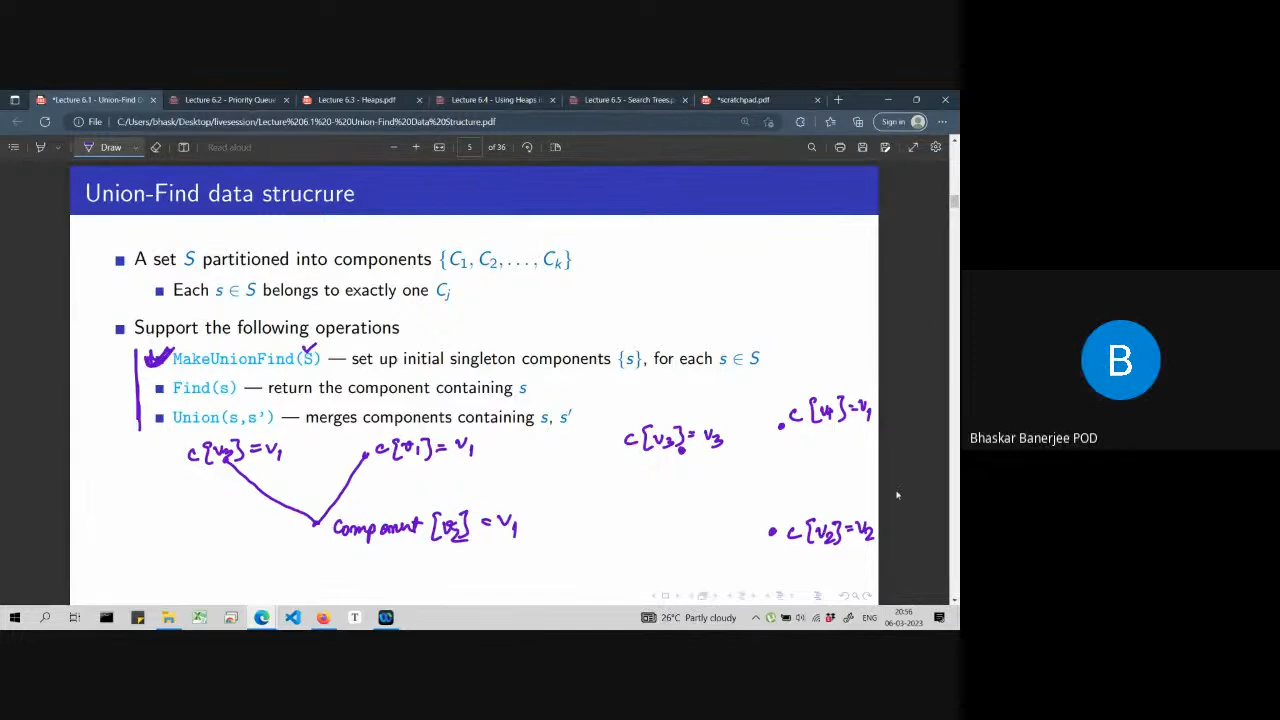 *Lecture 6.1 - Union-Find D
Lecture 6.2 - Priority Queue
Lecture 6.3 - Heaps.pdf
Lecture 6.4 - Using Heaps i
Lecture 6.5 - Search Trees.p
*scratchpad.pdf
File C:/Users/bhask/Desktop/livesession/Lecture%206.1%20-%20Union-Find%20Data%20Structure.pdf
Sign in
Draw
Read aloud
5 of 36
Union-Find data strucrure
A set S partitioned into components {C1, C2, . . . , Ck}
Each s ∈ S belongs to exactly one Cj
Support the following operations
MakeUnionFind(S) — set up initial singleton components {s}, for each s ∈ S
Find(s) — return the component containing s
Union(s,s') — merges components containing s, s'
C[v4]=v1
C[v1]=v1
C[v3]=v3
component = v1
C[v2]=v2
B
Bhaskar Banerjee POD
26°C Partly cloudy
ENG
20:56
06-03-2023